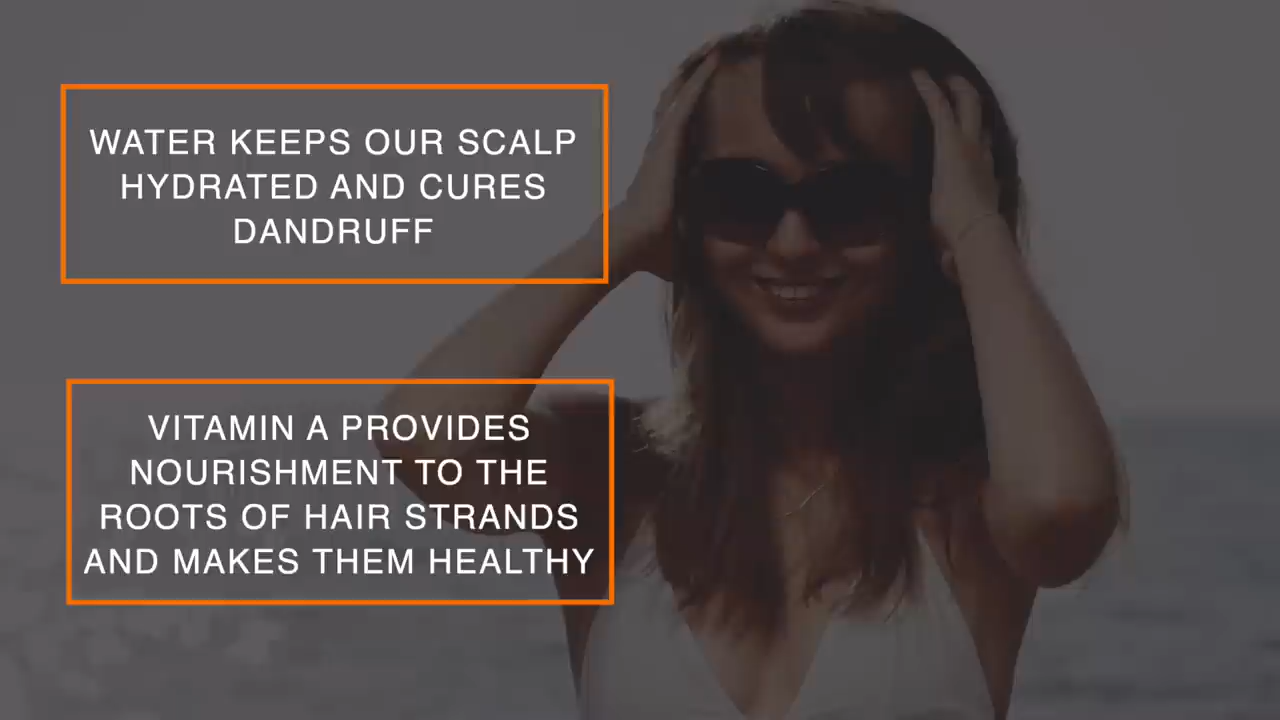 WATER KEEPS OUR SCALP
HYDRATED AND CURES
DANDRUFF
VITAMIN A PROVIDES
NOURISHMENT TO THE
ROOTS OF HAIR STRANDS
AND MAKES THEM HEALTHY